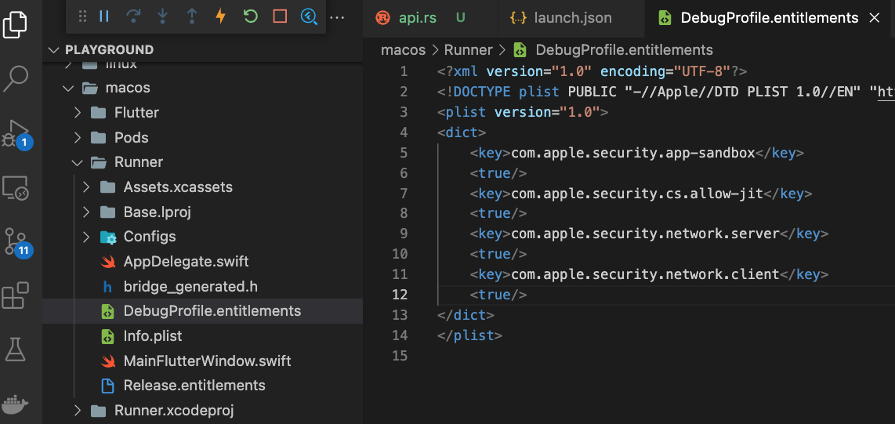 api.rs U
launch.json
DebugProfile.entitlements
PLAYGROUND
macos > Runner > DebugProfile.entitlements
linux
macos
Flutter
Pods
Runner
Assets.xcassets
Base.lproj
Configs
AppDelegate.swift
h bridge_generated.h
DebugProfile.entitlements
Info.plist
MainFlutterWindow.swift
Release.entitlements
Runner.xcodeproj
1
11
1 <?xml version="1.0" encoding="UTF-8"?>
2 <!DOCTYPE plist PUBLIC "-//Apple//DTD PLIST 1.0//EN" "ht
3 <plist version="1.0">
4 <dict>
5 <key>com.apple.security.app-sandbox</key>
6 <true/>
7 <key>com.apple.security.cs.allow-jit</key>
8 <true/>
9 <key>com.apple.security.network.server</key>
10 <true/>
11 <key>com.apple.security.network.client</key>
12 <true/>
13 </dict>
14 </plist>
15